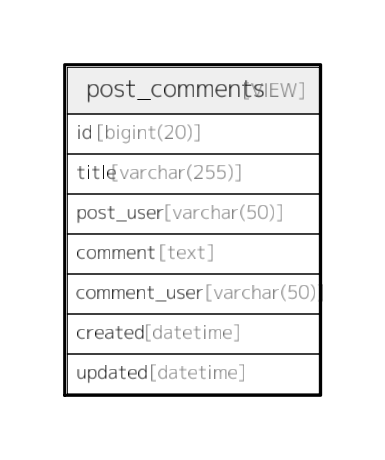 post_comments [VIEW]
id [bigint(20)]
title [varchar(255)]
post_user [varchar(50)]
comment [text]
comment_user [varchar(50)]
created [datetime]
updated [datetime]